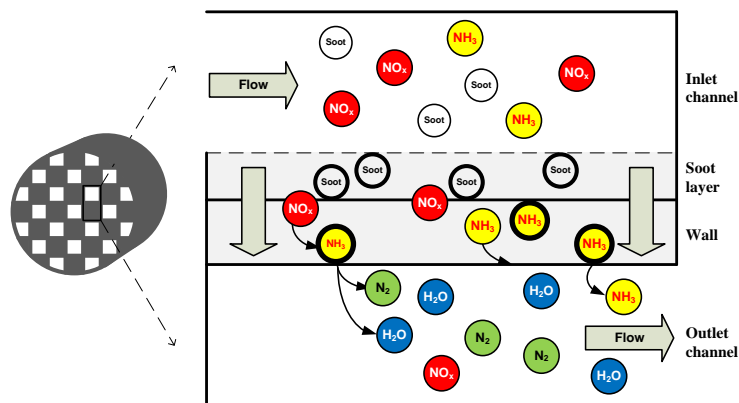 Soot
NH₃
NOₓ
NOₓ
Inlet
channel
Flow
Soot
NOₓ
Soot
NH₃
Soot
Soot
Soot
Soot
Soot
layer
NOₓ
NOₓ
NH₃
NH₃
Wall
NH₃
NH₃
N₂
H₂O
H₂O
NH₃
H₂O
N₂
Flow
Outlet
channel
N₂
NOₓ
H₂O